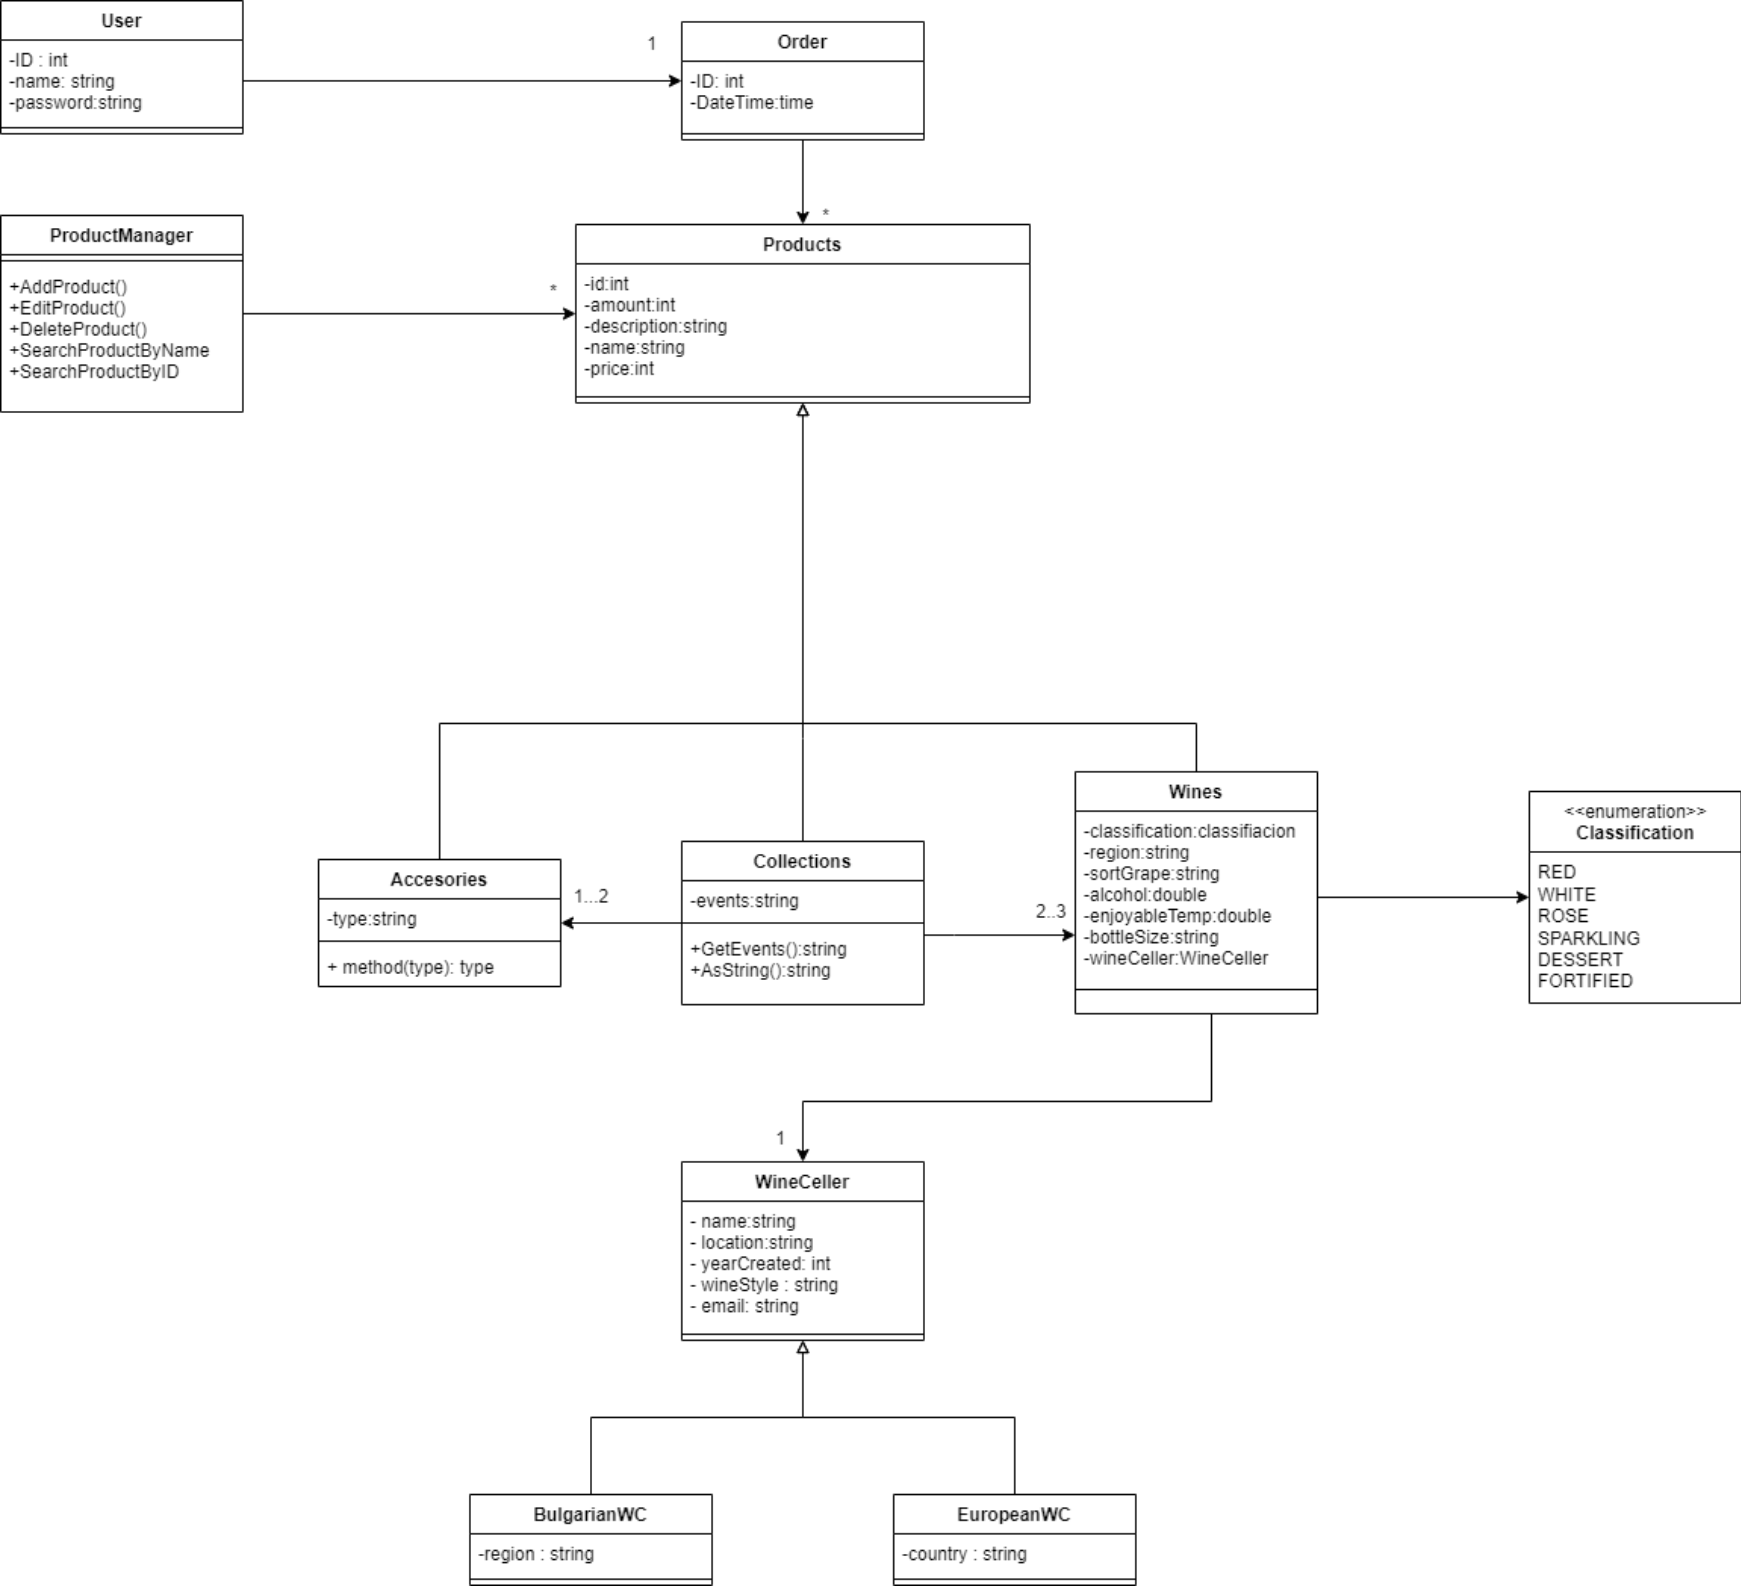 User
-ID : int
-name: string
-password:string
1
Order
-ID: int
-DateTime:time
ProductManager
+AddProduct()
+EditProduct()
+DeleteProduct()
+SearchProductByName
+SearchProductByID
*
*
Products
-id:int
-amount:int
-description:string
-name:string
-price:int
Accesories
-type:string
+ method(type): type
1...2
Collections
-events:string
+GetEvents():string
+AsString():string
2..3
Wines
-classification:classifiacion
-region:string
-sortGrape:string
-alcohol:double
-enjoyableTemp:double
-bottleSize:string
-wineCeller:WineCeller
<<enumeration>>
Classification
RED
WHITE
ROSE
SPARKLING
DESSERT
FORTIFIED
1
WineCeller
- name:string
- location:string
- yearCreated: int
- wineStyle : string
- email: string
BulgarianWC
-region : string
EuropeanWC
-country : string